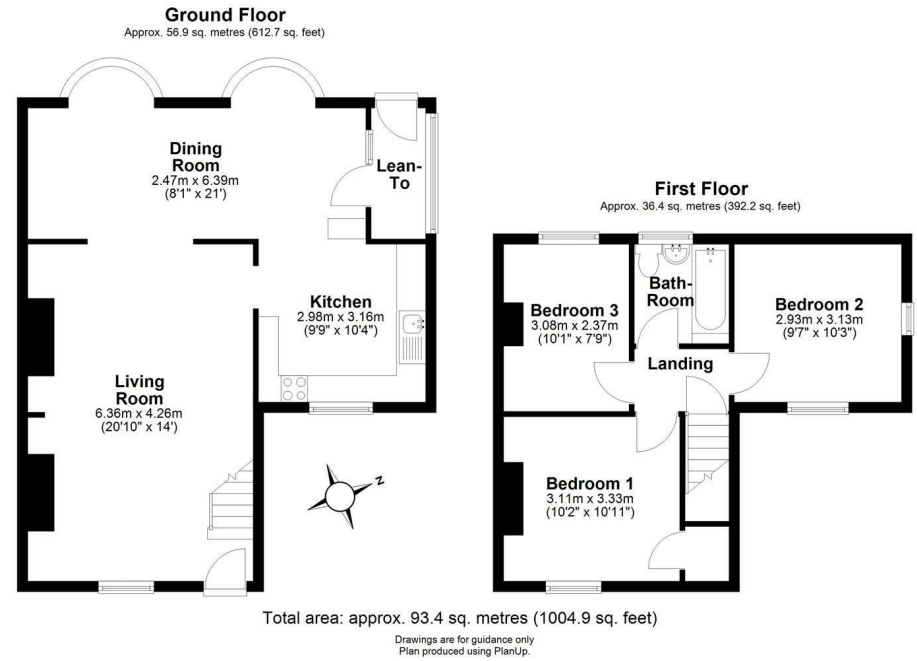 Ground Floor
Approx. 56.9 sq. metres (612.7 sq. feet)
Dining
Room
2.47m x 6.39m
(8'1" x 21')
Lean-
To
Kitchen
2.98m x 3.16m
(9'9" x 10'4")
Living
Room
6.36m x 4.26m
(20'10" x 14')
N
First Floor
Approx. 36.4 sq. metres (392.2 sq. feet)
Bedroom 3
3.08m x 2.37m
(10'1" x 7'9")
Bath-
Room
Bedroom 2
2.93m x 3.13m
(9'7" x 10'3")
Landing
Bedroom 1
3.11m x 3.33m
(10'2" x 10'11")
Total area: approx. 93.4 sq. metres (1004.9 sq. feet)
Drawings are for guidance only
Plan produced using PlanUp.